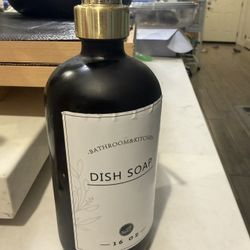 BATHROOM&KITCHEN
DISH SOAP
16 OZ